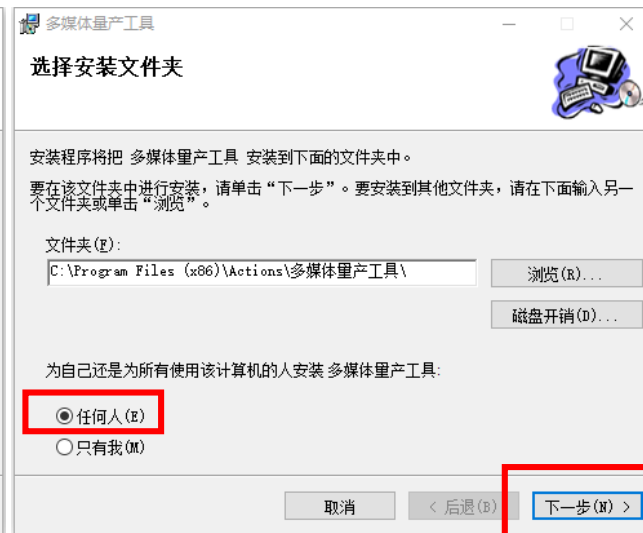 多媒体量产工具
选择安装文件夹
安装程序将把 多媒体量产工具 安装到下面的文件夹中。
要在该文件夹中进行安装，请单击“下一步”。要安装到其他文件夹，请在下面输入另一
个文件夹或单击“浏览”。
文件夹(F):
C:\Program Files (x86)\Actions\多媒体量产工具\
浏览(R)...
磁盘开销(D)...
为自己还是为所有使用该计算机的人安装 多媒体量产工具:
任何人(E)
只有我(M)
取消
< 后退(B)
下一步(N) >